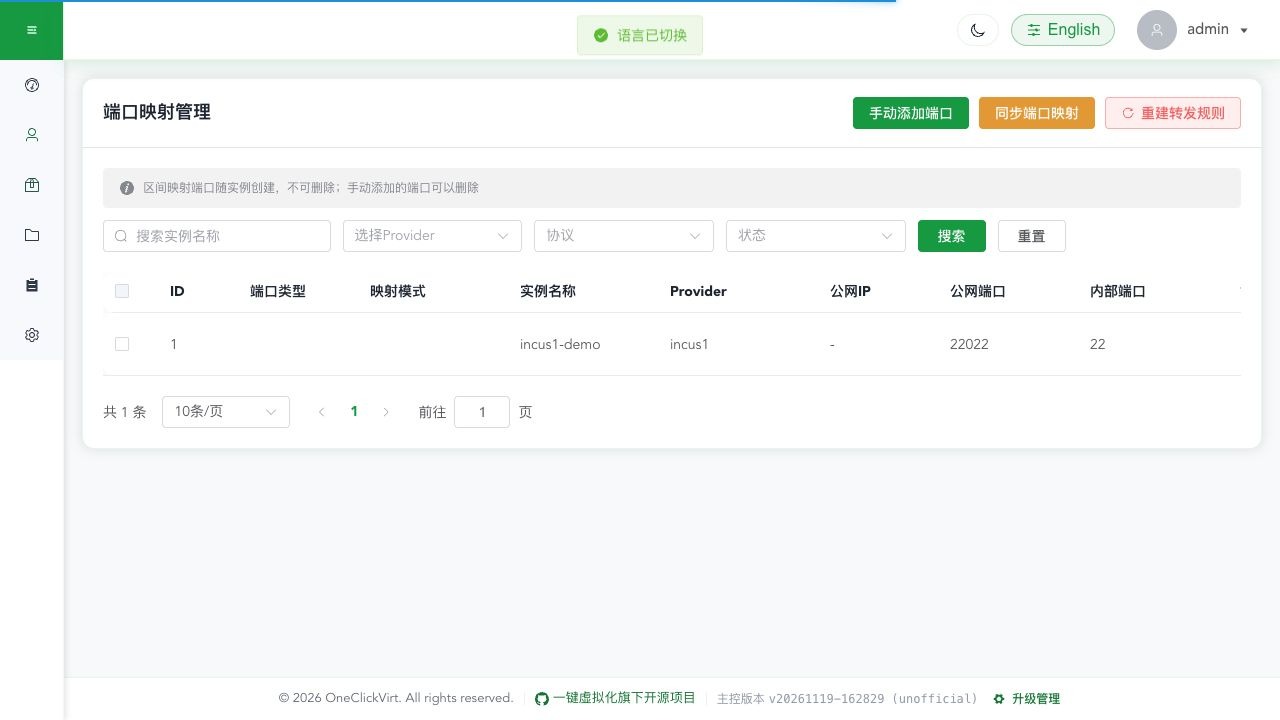 语言已切换
English
admin
端口映射管理
手动添加端口
同步端口映射
重建转发规则
区间映射端口随实例创建，不可删除；手动添加的端口可以删除
搜索实例名称
选择Provider
协议
状态
搜索
重置
ID 端口类型 映射模式 实例名称 Provider 公网IP 公网端口 内部端口
1 incus1-demo incus1 - 22022 22
共 1 条 10条/页 1 前往 1 页
© 2026 OneClickVirt. All rights reserved. 一键虚拟化旗下开源项目 主控版本 v20261119-162829 (unofficial) 升级管理